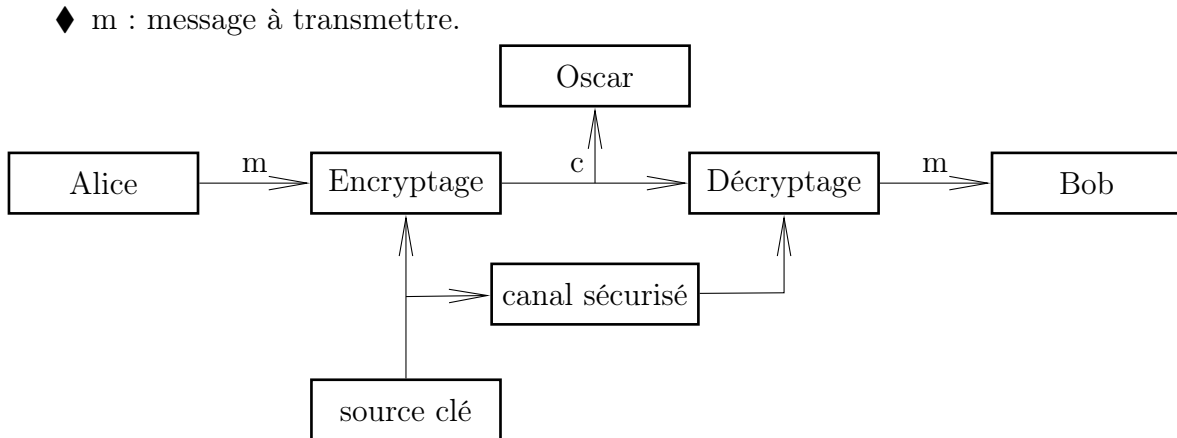 ♦ m : message à transmettre.
Oscar
Alice
m
Encryptage
c
Décryptage
m
Bob
canal sécurisé
source clé